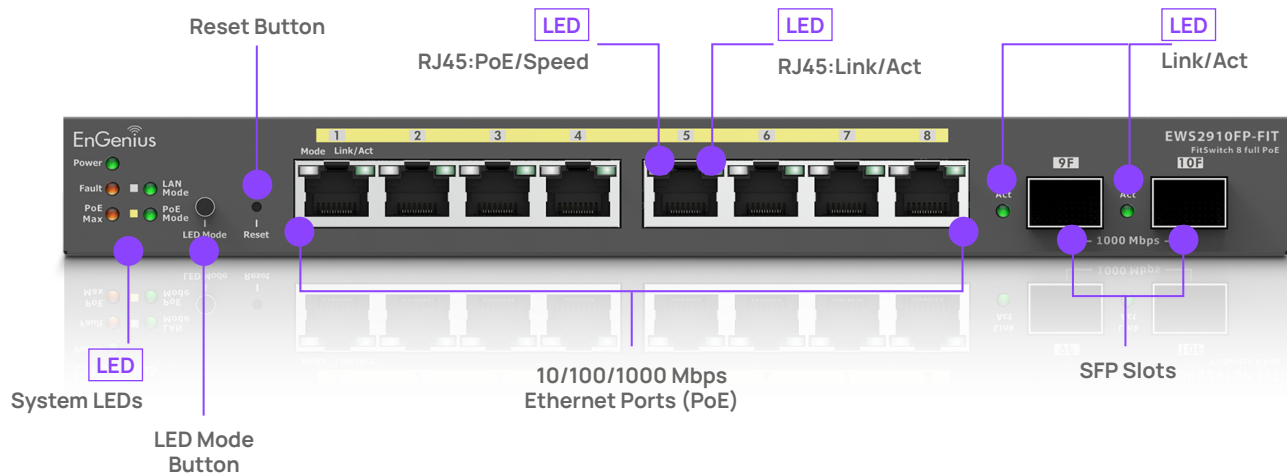 Reset Button
LED
RJ45:PoE/Speed
LED
RJ45:Link/Act
LED
Link/Act
EnGenius
1 2 3 4 5 6 7 8
Mode Link/Act
EWS2910FP-FIT
FitSwitch 8 full PoE
Power
Fault
LAN Mode
PoE Max
PoE Mode
LED Mode
Reset
9F
10F
Act
Act
1000 Mbps
LED
System LEDs
LED Mode
Button
10/100/1000 Mbps
Ethernet Ports (PoE)
SFP Slots